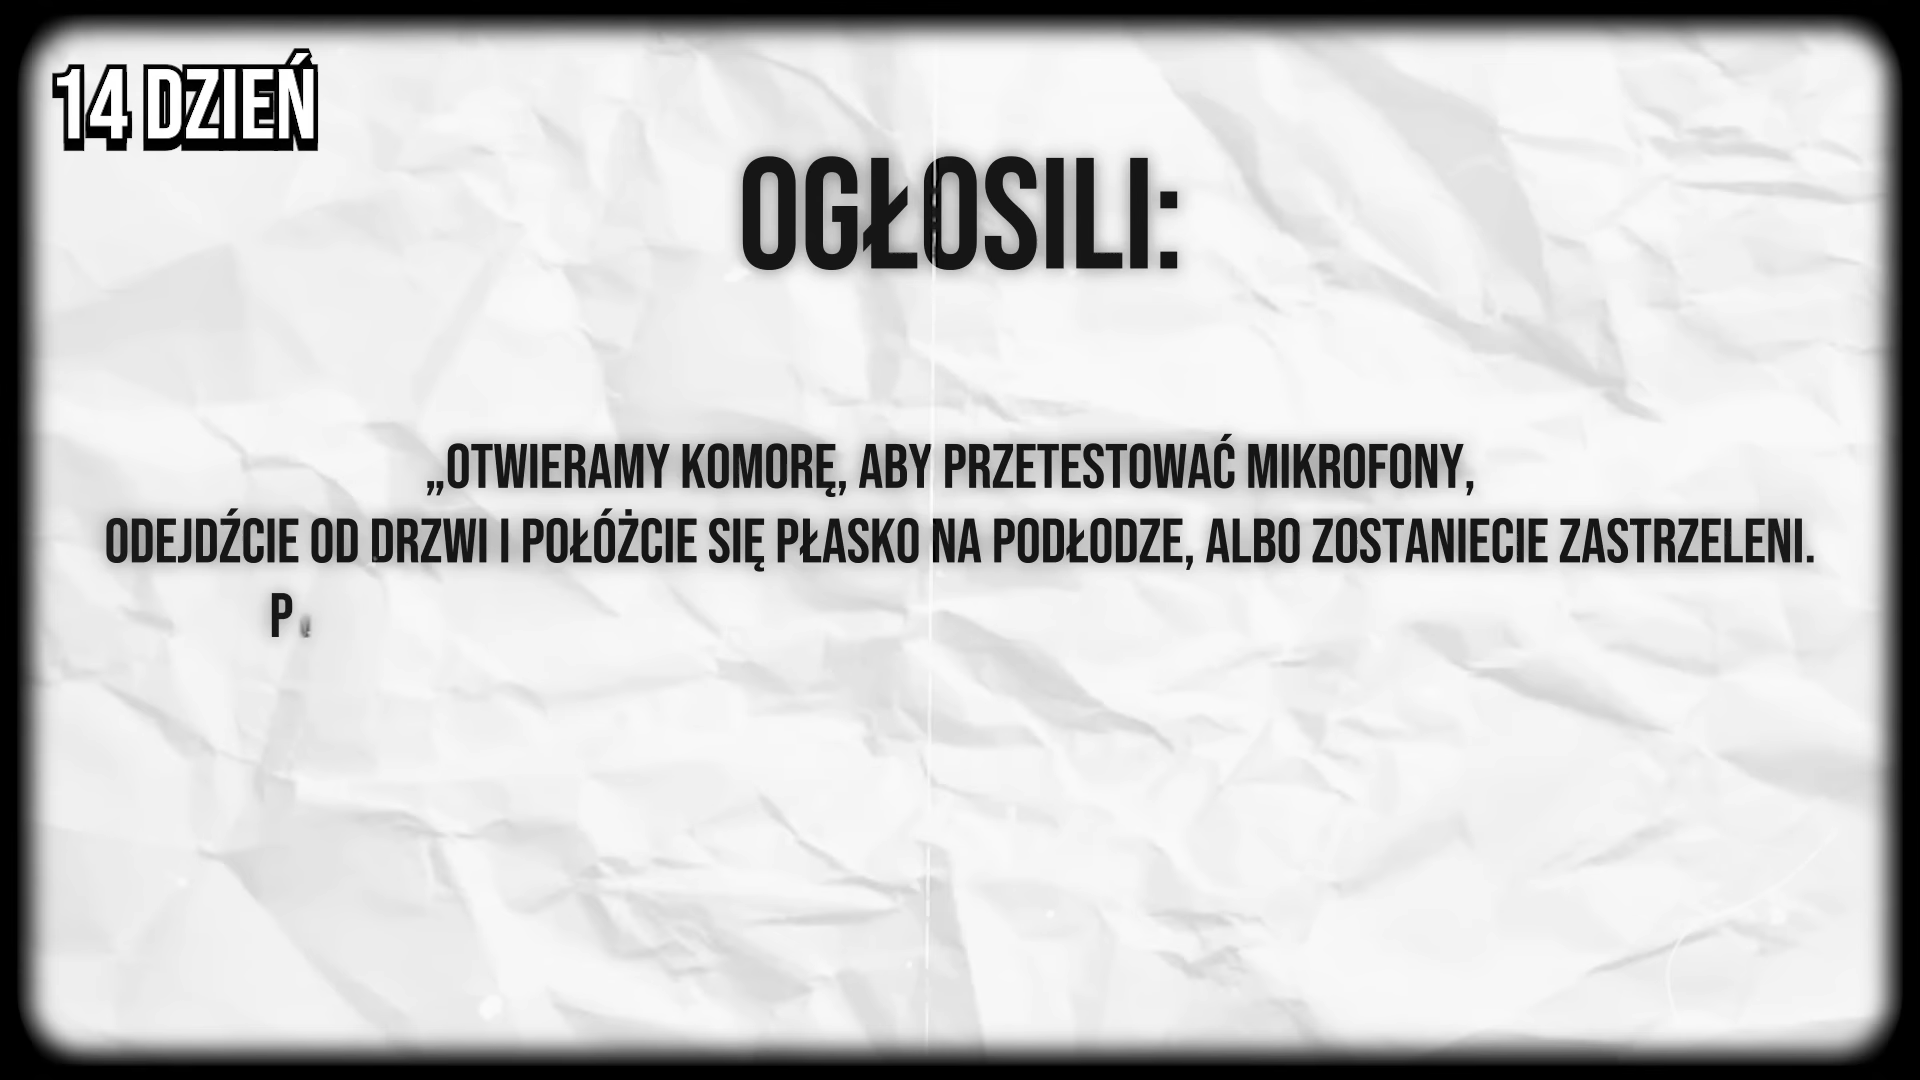 14 DZIEŃ
OGŁOSILI:
„OTWIERAMY KOMORĘ, ABY PRZETESTOWAĆ MIKROFONY,
ODEJDŹCIE OD DRZWI I POŁÓŻCIE SIĘ PŁASKO NA PODŁODZE, ALBO ZOSTANIECIE ZASTRZELENI.
P